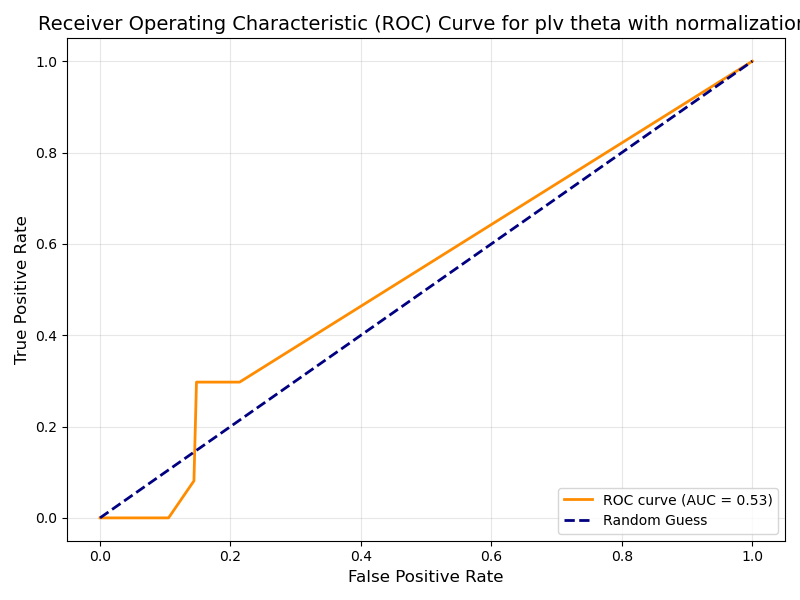 Receiver Operating Characteristic (ROC) Curve for plv theta with normalization
1.0
0.8
0.6
0.4
0.2
0.0
True Positive Rate
0.0 0.2 0.4 0.6 0.8 1.0
False Positive Rate
ROC curve (AUC = 0.53)
Random Guess